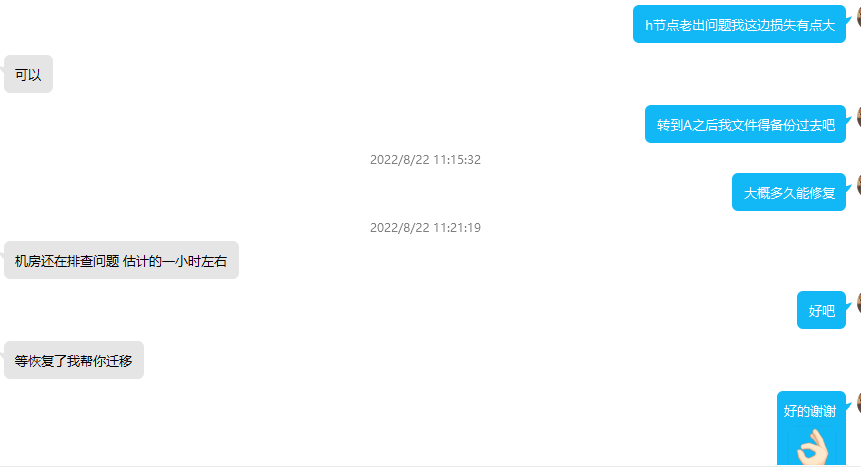 h节点老出问题我这边损失有点大
可以
转到A之后我文件得备份过去吧
2022/8/22 11:15:32
大概多久能修复
2022/8/22 11:21:19
机房还在排查问题 估计的一小时左右
好吧
等恢复了我帮你迁移
好的谢谢